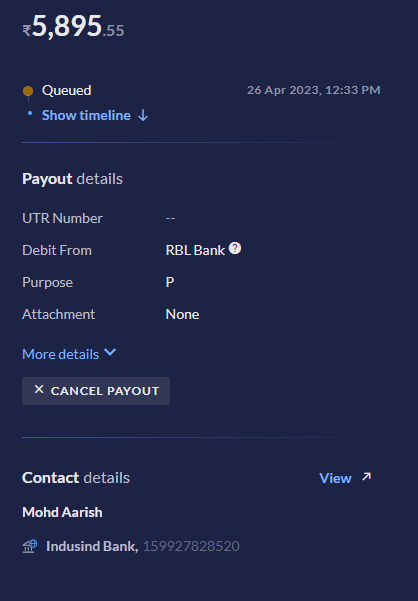 ₹5,895.55
Queued 26 Apr 2023, 12:33 PM
Show timeline ↓
Payout details
UTR Number --
Debit From RBL Bank ?
Purpose P
Attachment None
More details
✕ CANCEL PAYOUT
Contact details View ↗
Mohd Aarish
Indusind Bank, 159927828520